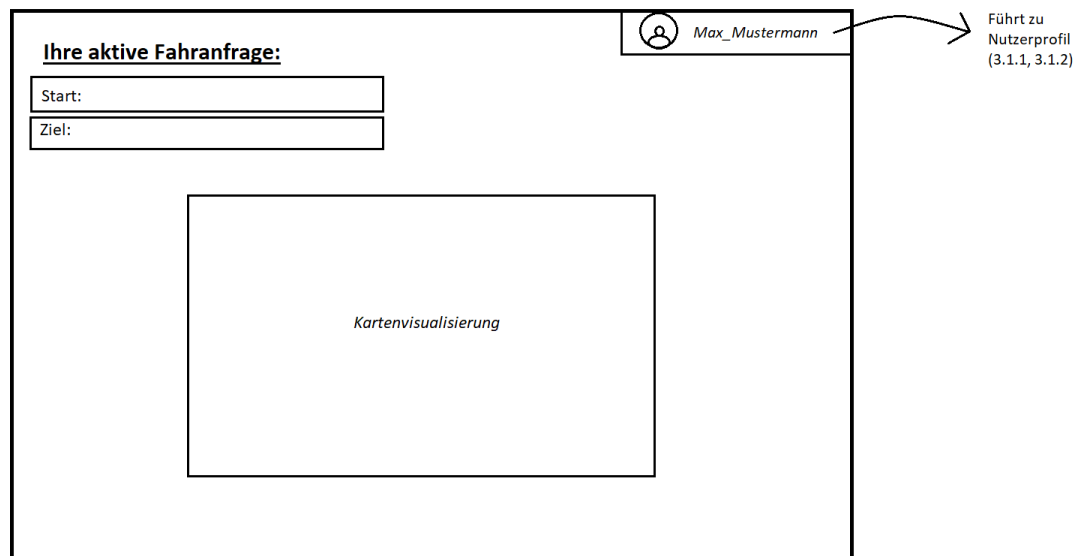 Ihre aktive Fahranfrage:
Max_Mustermann
Führt zu
Nutzerprofil
(3.1.1, 3.1.2)
Start:
Ziel:
Kartenvisualisierung